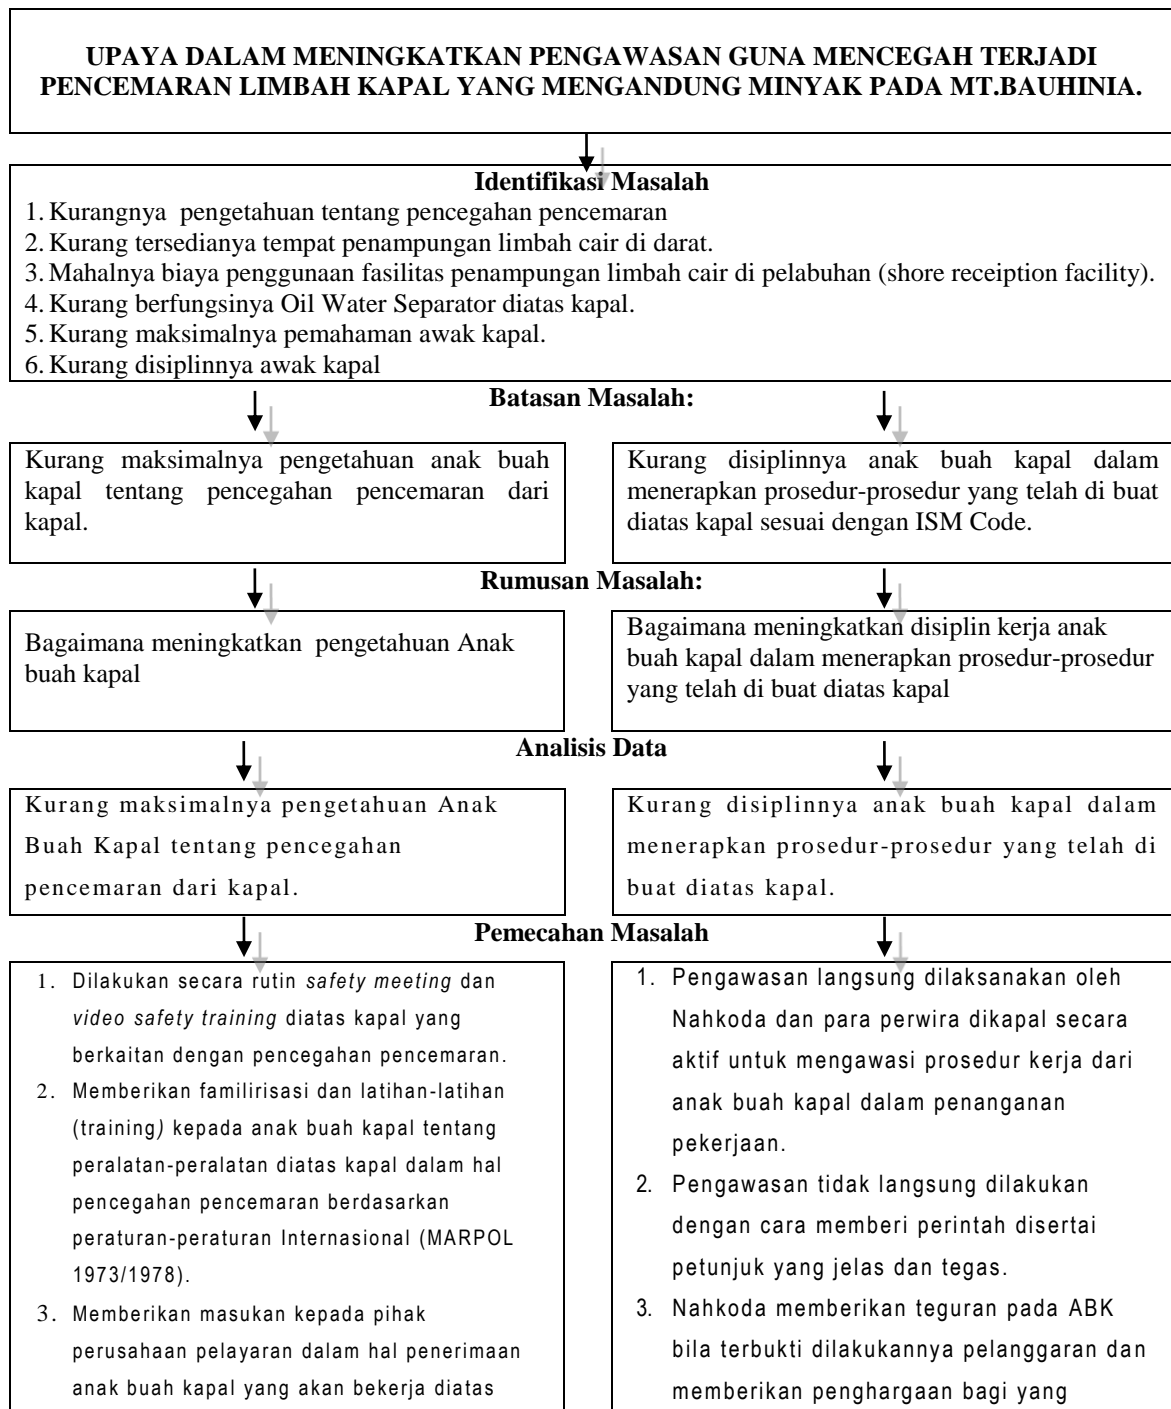 UPAYA DALAM MENINGKATKAN PENGAWASAN GUNA MENCEGAH TERJADI
PENCEMARAN LIMBAH KAPAL YANG MENGANDUNG MINYAK PADA MT.BAUHINIA.
Identifikasi Masalah
1. Kurangnya pengetahuan tentang pencegahan pencemaran
2. Kurang tersedianya tempat penampungan limbah cair di darat.
3. Mahalnya biaya penggunaan fasilitas penampungan limbah cair di pelabuhan (shore receiption facility).
4. Kurang berfungsinya Oil Water Separator diatas kapal.
5. Kurang maksimalnya pemahaman awak kapal.
6. Kurang disiplinnya awak kapal
Batasan Masalah:
Kurang maksimalnya pengetahuan anak buah
kapal tentang pencegahan pencemaran dari
kapal.
Kurang disiplinnya anak buah kapal dalam
menerapkan prosedur-prosedur yang telah di buat
diatas kapal sesuai dengan ISM Code.
Rumusan Masalah:
Bagaimana meningkatkan pengetahuan Anak
buah kapal
Bagaimana meningkatkan disiplin kerja anak
buah kapal dalam menerapkan prosedur-prosedur
yang telah di buat diatas kapal
Analisis Data
Kurang maksimalnya pengetahuan Anak
Buah Kapal tentang pencegahan
pencemaran dari kapal.
Kurang disiplinnya anak buah kapal dalam
menerapkan prosedur-prosedur yang telah di
buat diatas kapal.
Pemecahan Masalah
1. Dilakukan secara rutin safety meeting dan
video safety training diatas kapal yang
berkaitan dengan pencegahan pencemaran.
2. Memberikan familirisasi dan latihan-latihan
(training) kepada anak buah kapal tentang
peralatan-peralatan diatas kapal dalam hal
pencegahan pencemaran berdasarkan
peraturan-peraturan Internasional (MARPOL
1973/1978).
3. Memberikan masukan kepada pihak
perusahaan pelayaran dalam hal penerimaan
anak buah kapal yang akan bekerja diatas
1. Pengawasan langsung dilaksanakan oleh
Nahkoda dan para perwira dikapal secara
aktif untuk mengawasi prosedur kerja dari
anak buah kapal dalam penanganan
pekerjaan.
2. Pengawasan tidak langsung dilakukan
dengan cara memberi perintah disertai
petunjuk yang jelas dan tegas.
3. Nahkoda memberikan teguran pada ABK
bila terbukti dilakukannya pelanggaran dan
memberikan penghargaan bagi yang